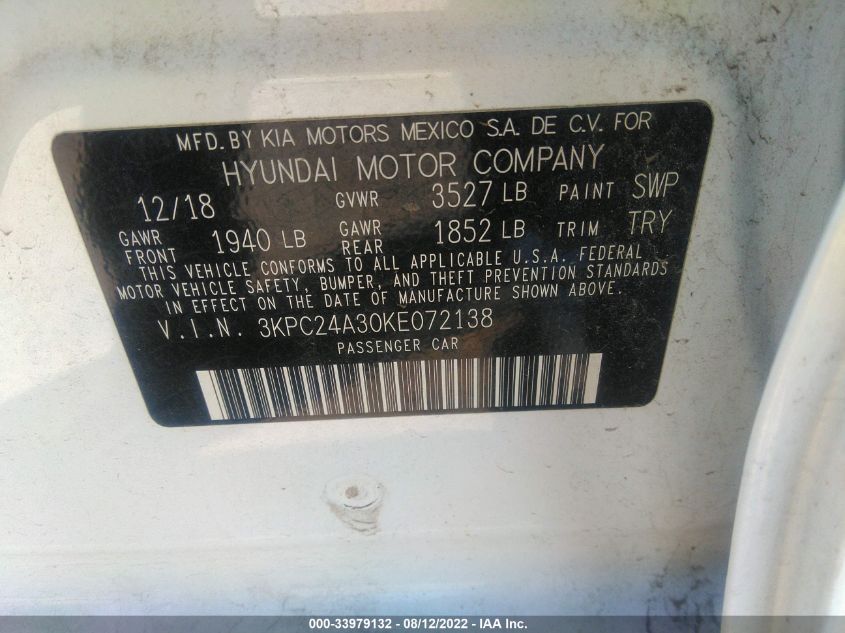 MFD. BY KIA MOTORS MEXICO S.A. DE C.V. FOR
HYUNDAI MOTOR COMPANY
12/18 GVWR 3527 LB PAINT SWP
GAWR FRONT 1940 LB GAWR REAR 1852 LB TRIM TRY
THIS VEHICLE CONFORMS TO ALL APPLICABLE U.S.A. FEDERAL
MOTOR VEHICLE SAFETY, BUMPER, AND THEFT PREVENTION STANDARDS
IN EFFECT ON THE DATE OF MANUFACTURE SHOWN ABOVE.
V.I.N. 3KPC24A30KE072138
PASSENGER CAR
000-33979132 - 08/12/2022 - IAA Inc.